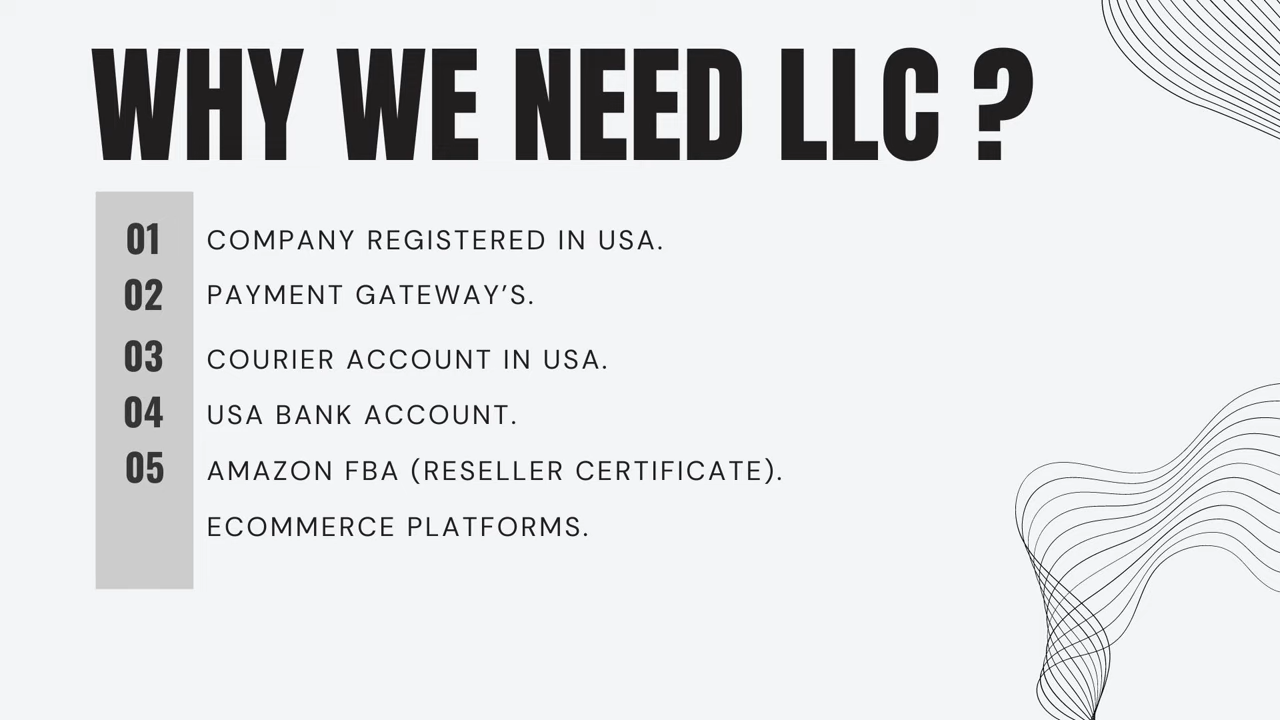 WHY WE NEED LLC ?
01 COMPANY REGISTERED IN USA.
02 PAYMENT GATEWAY’S.
03 COURIER ACCOUNT IN USA.
04 USA BANK ACCOUNT.
05 AMAZON FBA (RESELLER CERTIFICATE).
ECOMMERCE PLATFORMS.